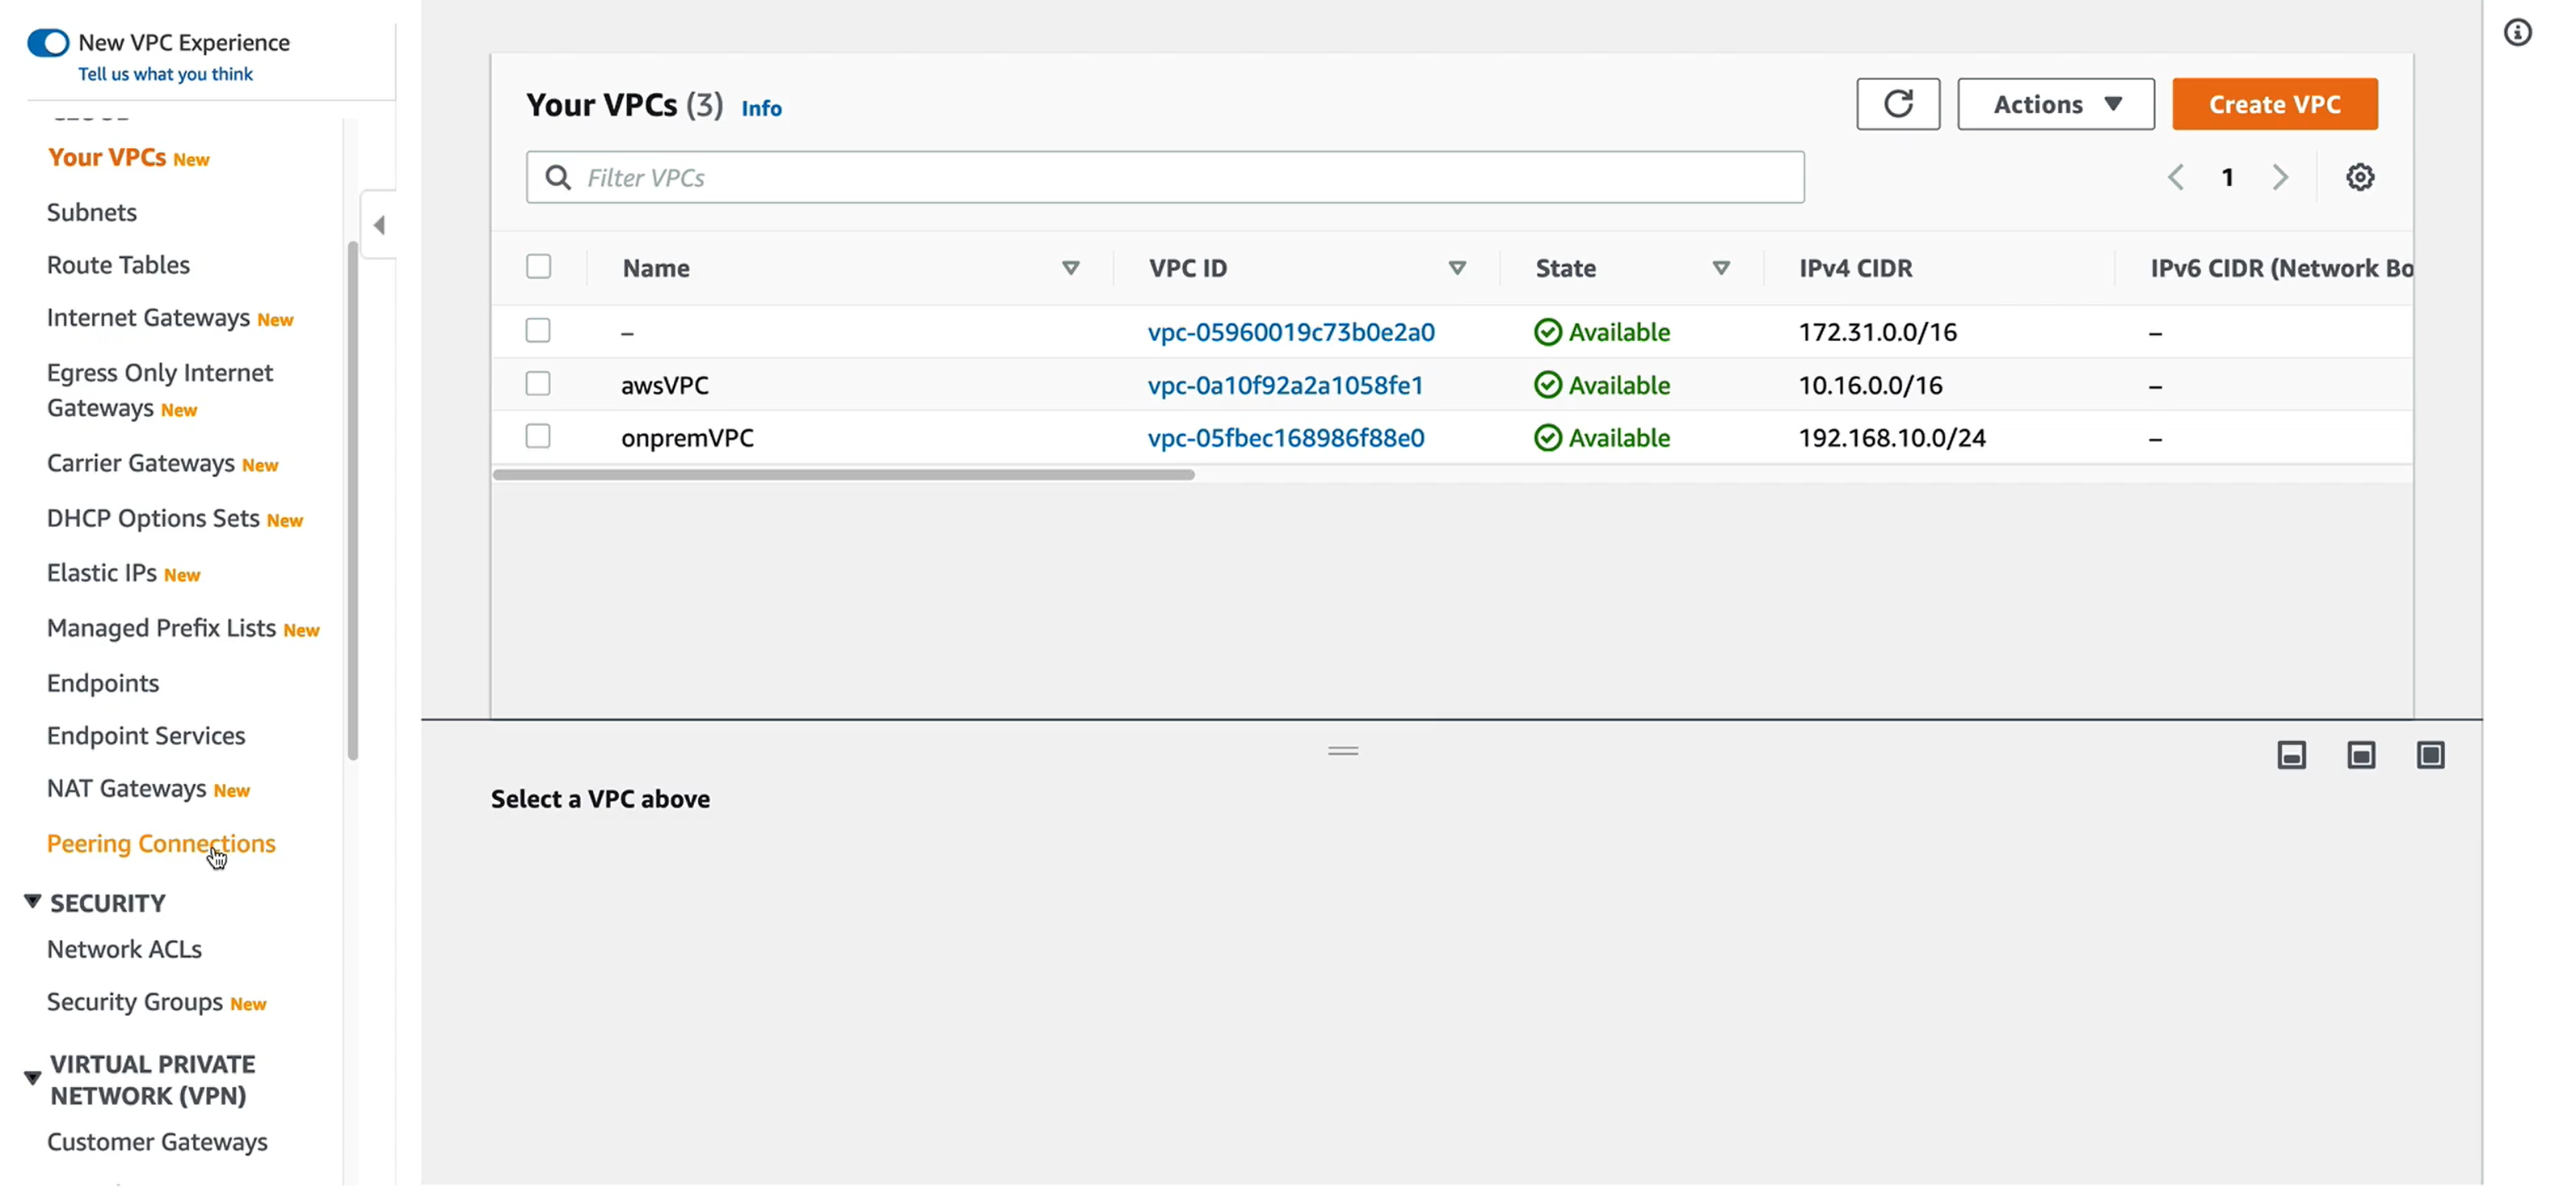 New VPC Experience
Tell us what you think
CLOUD
Your VPCs New
Subnets
Route Tables
Internet Gateways New
Egress Only Internet
Gateways New
Carrier Gateways New
DHCP Options Sets New
Elastic IPs New
Managed Prefix Lists New
Endpoints
Endpoint Services
NAT Gateways New
Peering Connections
SECURITY
Network ACLs
Security Groups New
VIRTUAL PRIVATE
NETWORK (VPN)
Customer Gateways
Your VPCs (3) Info
Actions
Create VPC
Filter VPCs
1
Name VPC ID State IPv4 CIDR IPv6 CIDR (Network Bo
– vpc-05960019c73b0e2a0 Available 172.31.0.0/16 –
awsVPC vpc-0a10f92a2a1058fe1 Available 10.16.0.0/16 –
onpremVPC vpc-05fbec168986f88e0 Available 192.168.10.0/24 –
Select a VPC above